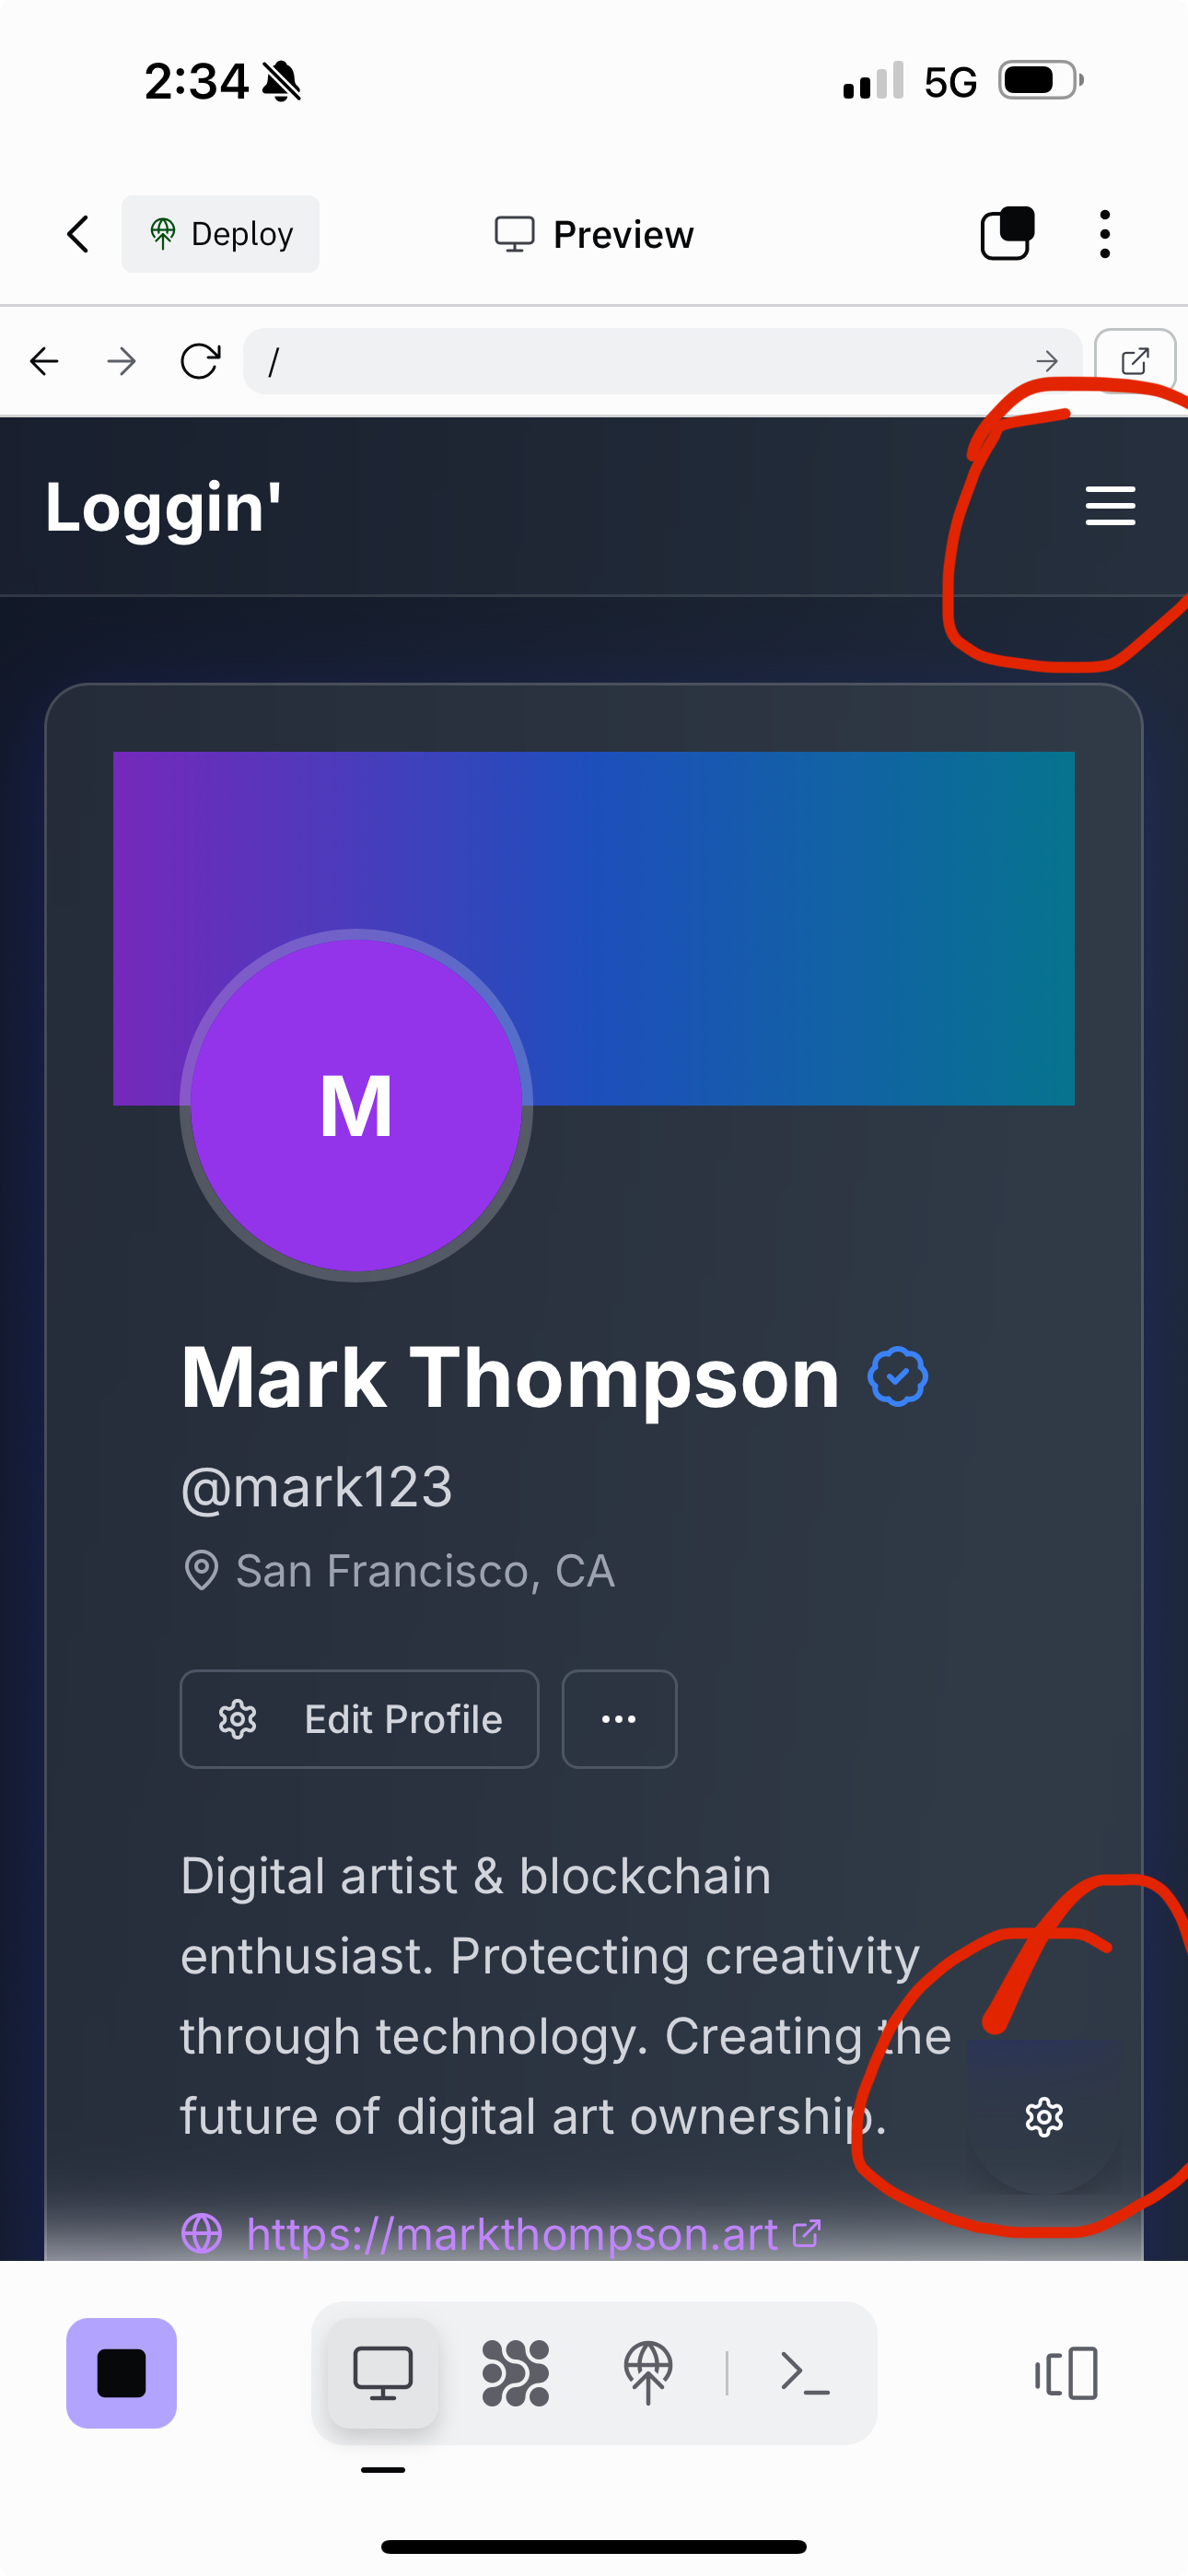 2:34
5G
Deploy
Preview
/
Loggin'
M
Mark Thompson
@mark123
San Francisco, CA
Edit Profile
Digital artist & blockchain
enthusiast. Protecting creativity
through technology. Creating the
future of digital art ownership.
https://markthompson.art